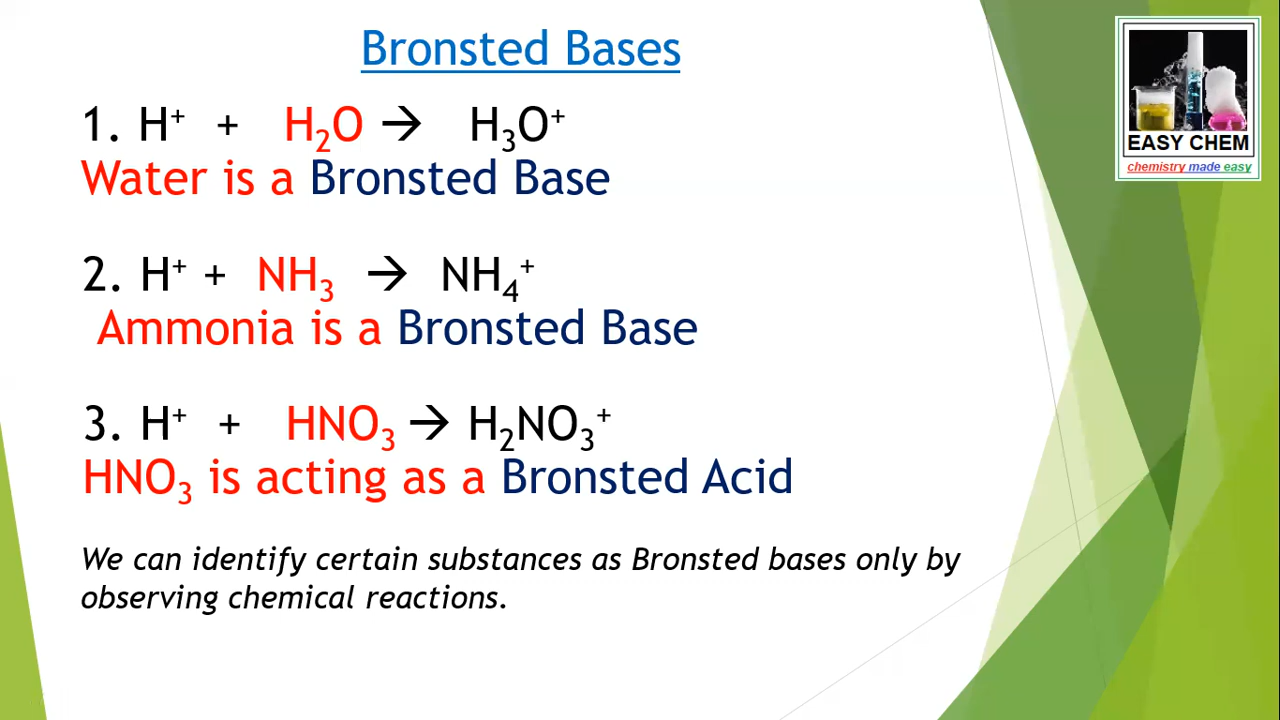 Bronsted Bases
1. H⁺ + H₂O → H₃O⁺
Water is a Bronsted Base
2. H⁺ + NH₃ → NH₄⁺
Ammonia is a Bronsted Base
3. H⁺ + HNO₃ → H₂NO₃⁺
HNO₃ is acting as a Bronsted Acid
We can identify certain substances as Bronsted bases only by
observing chemical reactions.
EASY CHEM
chemistry made easy